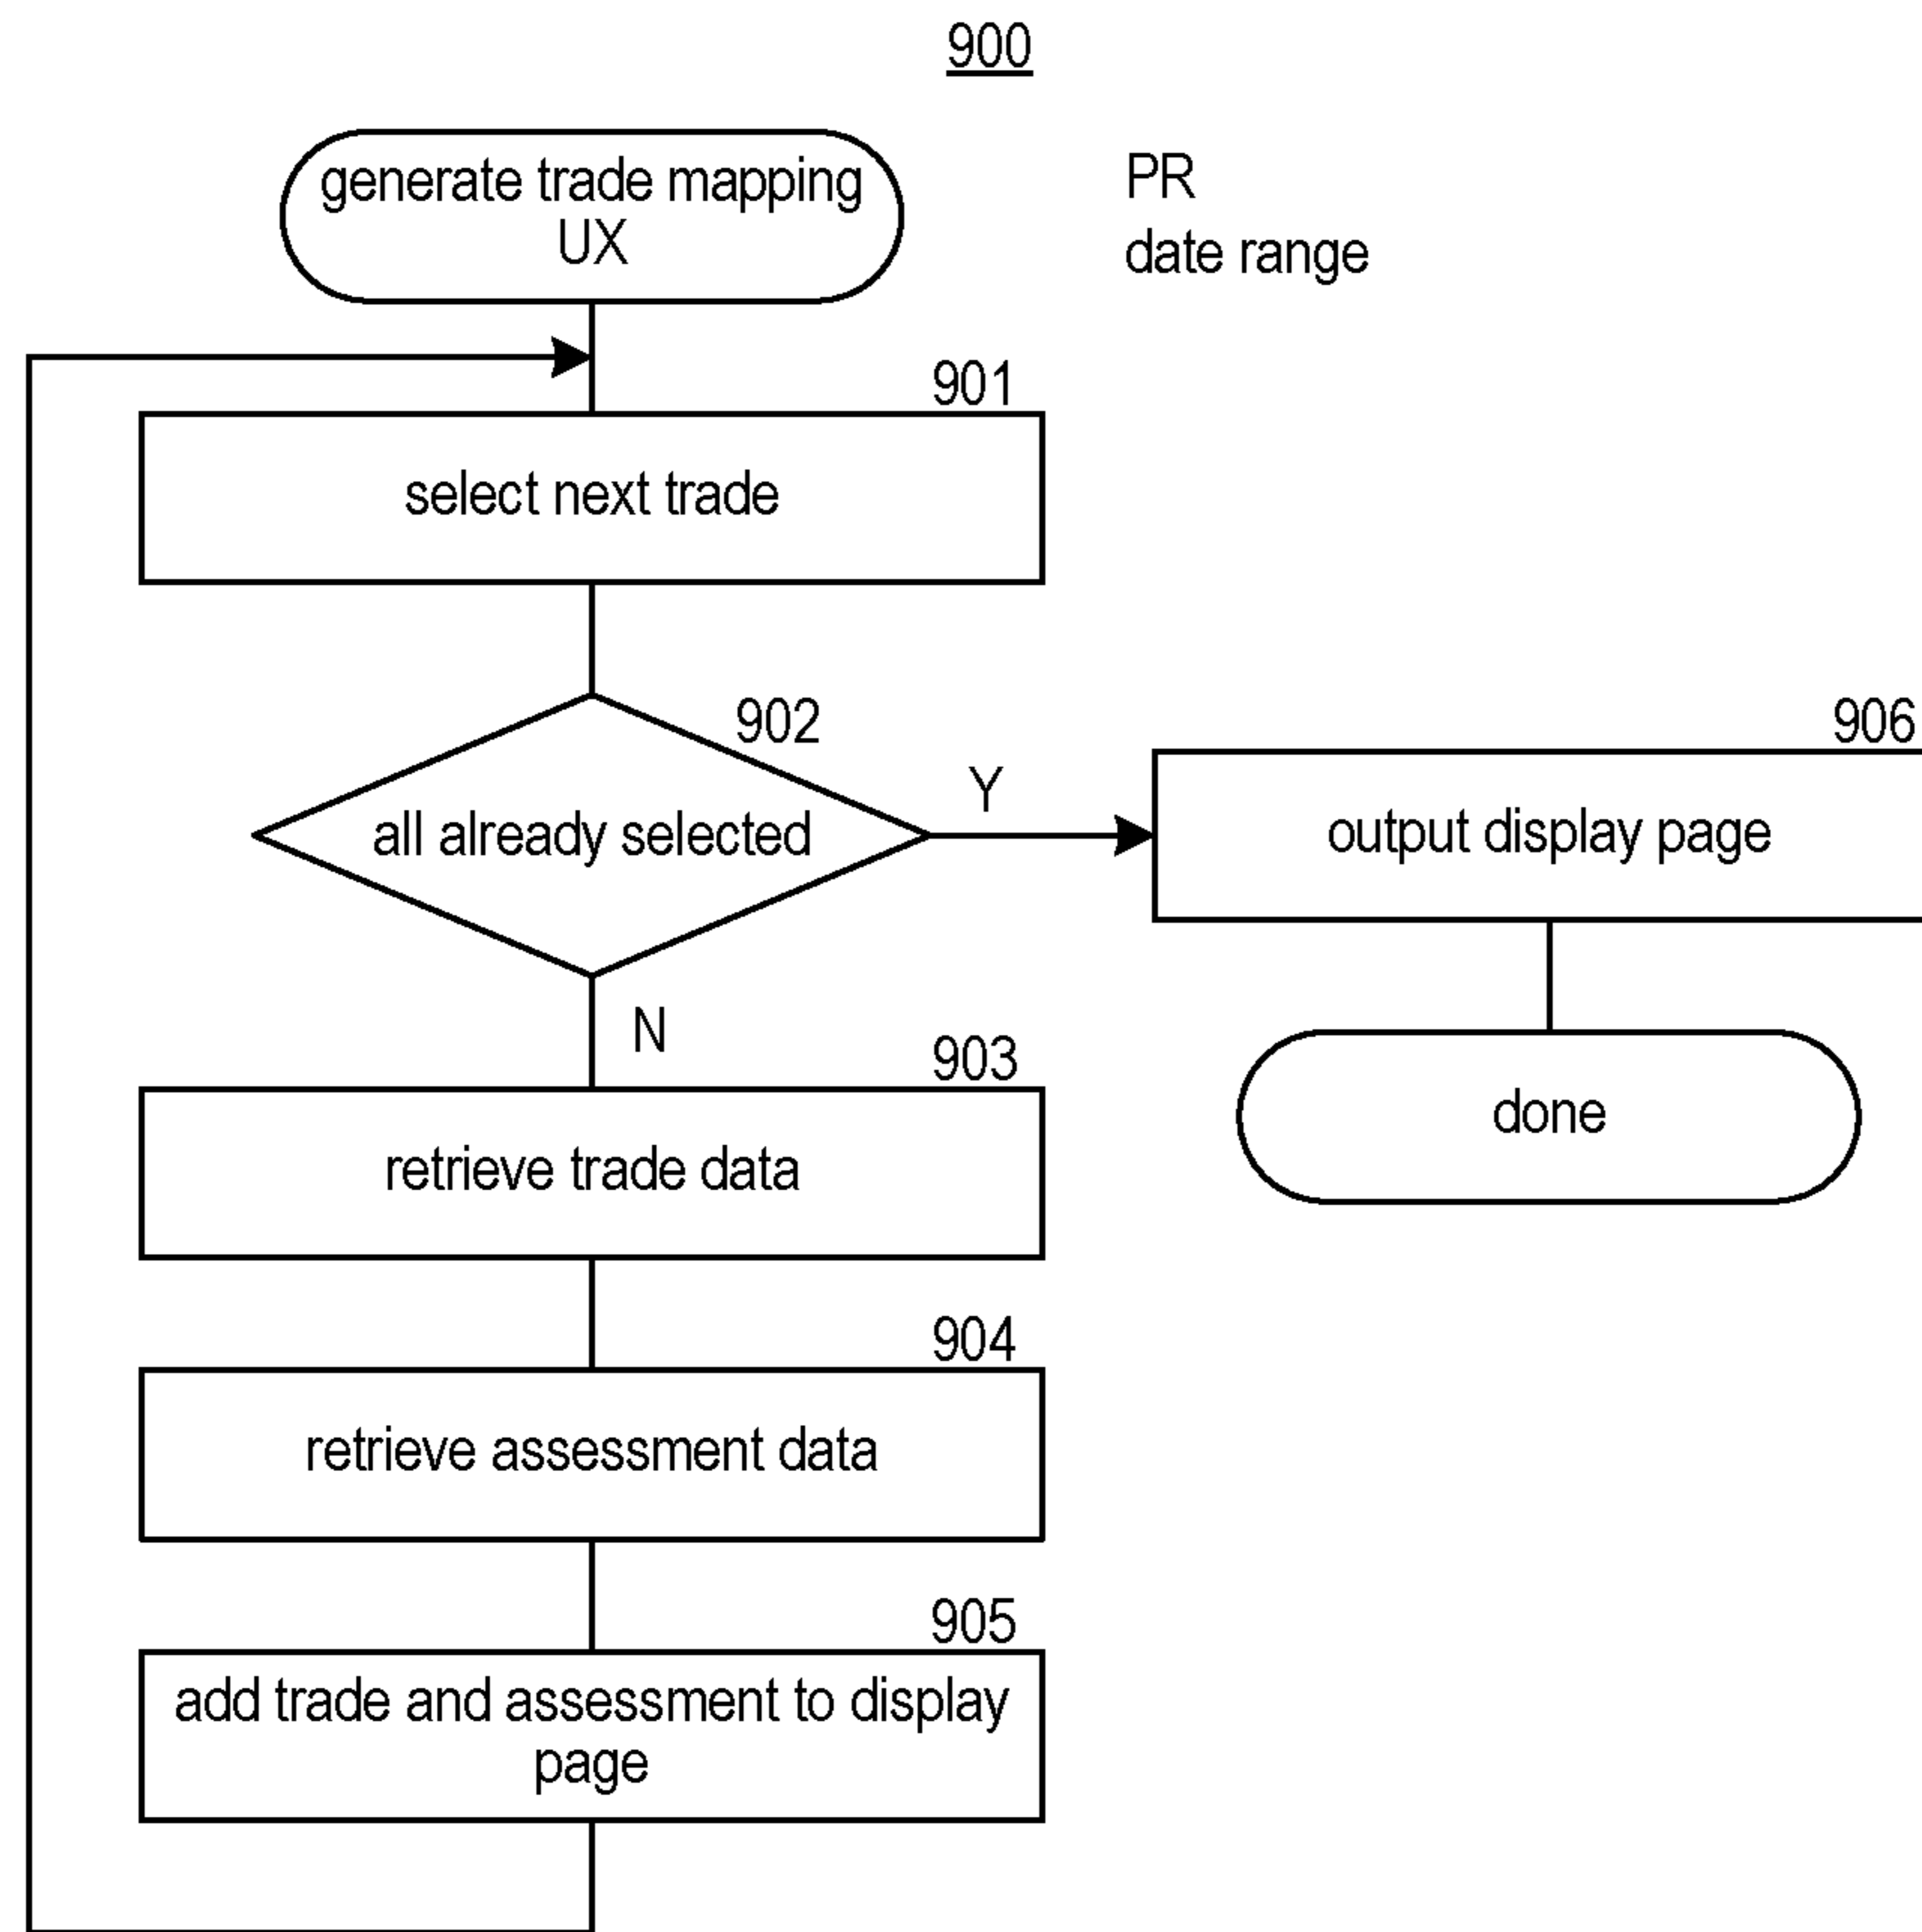 900
generate trade mapping
UX
PR
date range
901
select next trade
902
all already selected
Y
906
output display page
N
903
retrieve trade data
done
904
retrieve assessment data
905
add trade and assessment to display
page